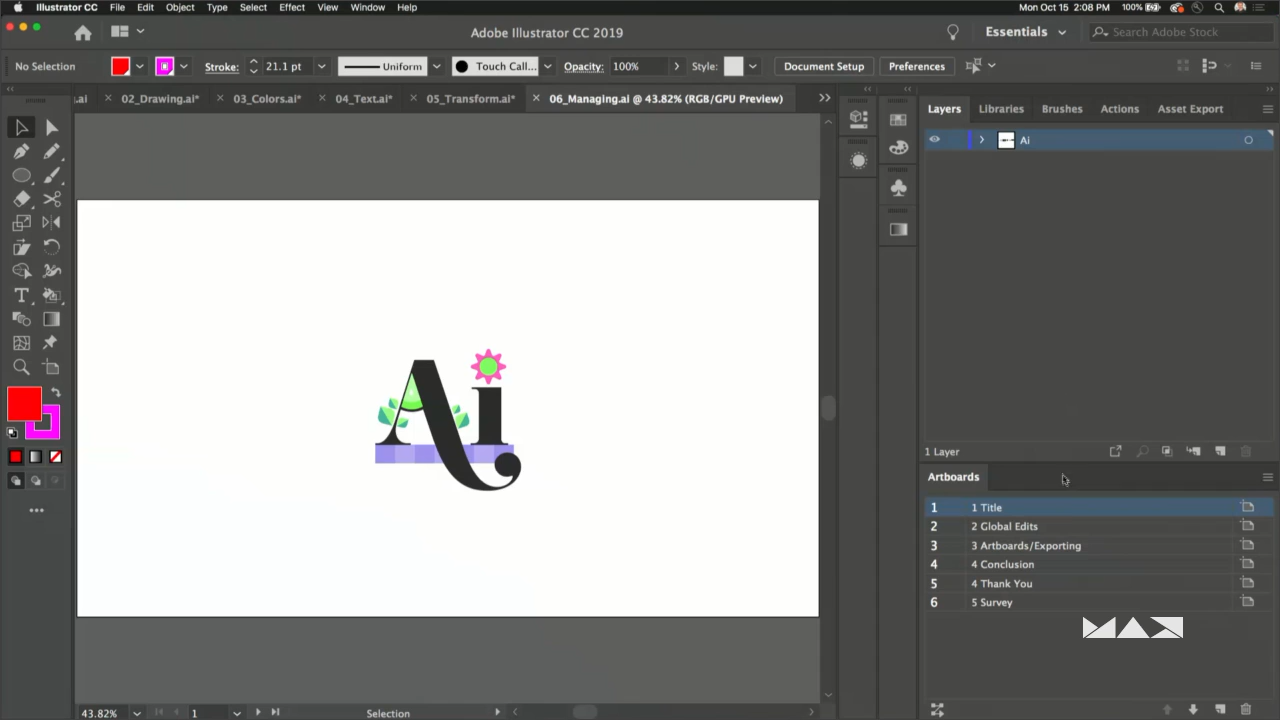 Illustrator CC File Edit Object Type Select Effect View Window Help Mon Oct 15 2:08 PM 100%
Adobe Illustrator CC 2019 Essentials Search Adobe Stock
No Selection Stroke: 21.1 pt Uniform Touch Call... Opacity: 100% Style: Document Setup Preferences
.ai 02_Drawing.ai* 03_Colors.ai* 04_Text.ai* 05_Transform.ai* 06_Managing.ai @ 43.82% (RGB/GPU Preview)
Layers Libraries Brushes Actions Asset Export
Ai
Ai
1 Layer
Artboards
1 1 Title
2 2 Global Edits
3 3 Artboards/Exporting
4 4 Conclusion
5 4 Thank You
6 5 Survey
MAX
43.82% 1 Selection